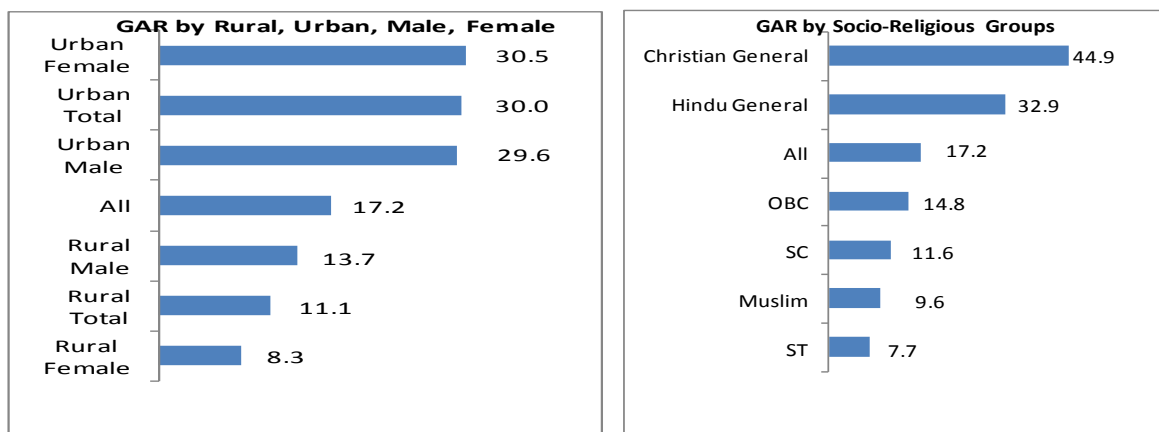 GAR by Rural, Urban, Male, Female
Urban
Female
30.5
Urban
Total
30.0
Urban
Male
29.6
All
17.2
Rural
Male
13.7
Rural
Total
11.1
Rural
Female
8.3
GAR by Socio-Religious Groups
Christian General
44.9
Hindu General
32.9
All
17.2
OBC
14.8
SC
11.6
Muslim
9.6
ST
7.7